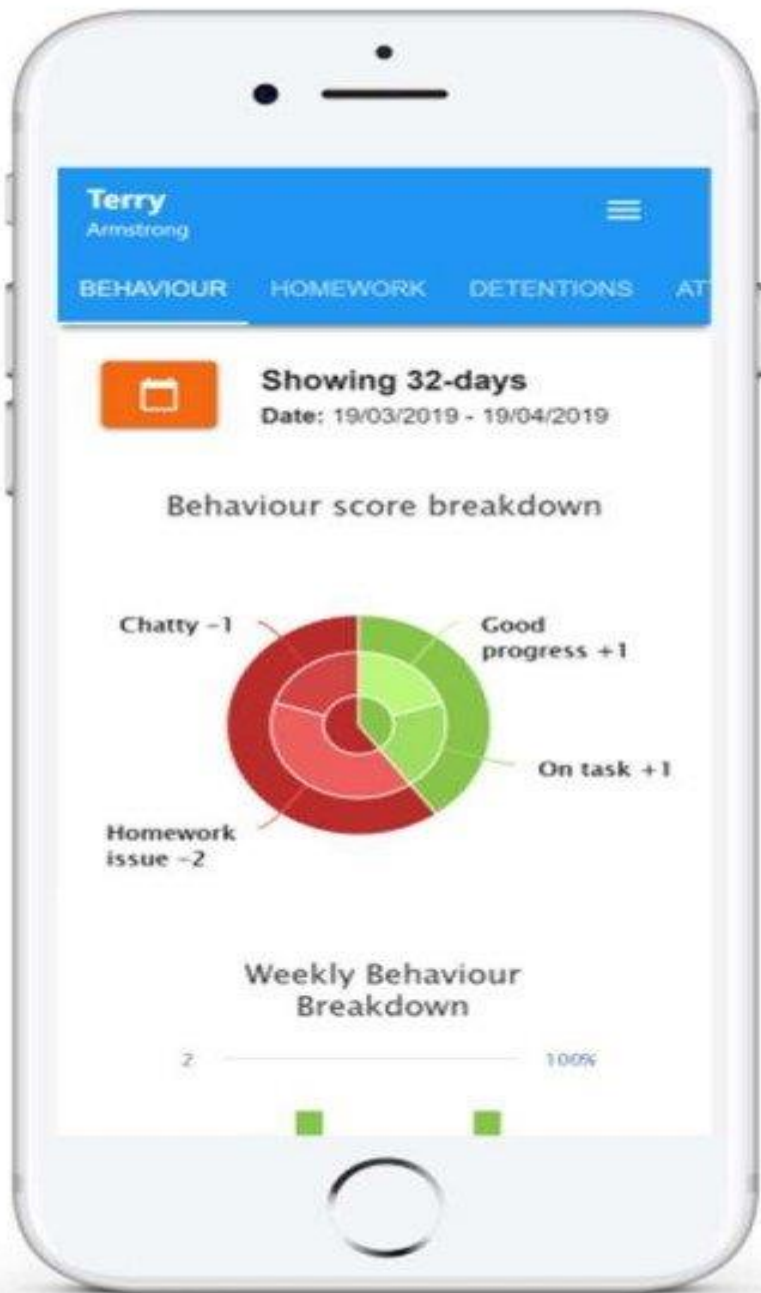 Terry
Armstrong
BEHAVIOUR HOMEWORK DETENTIONS AT
Showing 32-days
Date: 19/03/2019 - 19/04/2019
Behaviour score breakdown
Chatty -1
Good
progress +1
On task +1
Homework
issue -2
Weekly Behaviour
Breakdown
2 100%